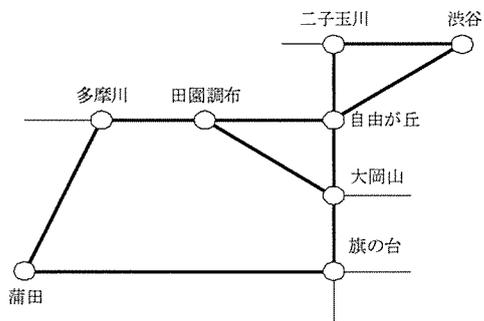 二子玉川
渋谷
多摩川
田園調布
自由が丘
大岡山
旗の台
蒲田